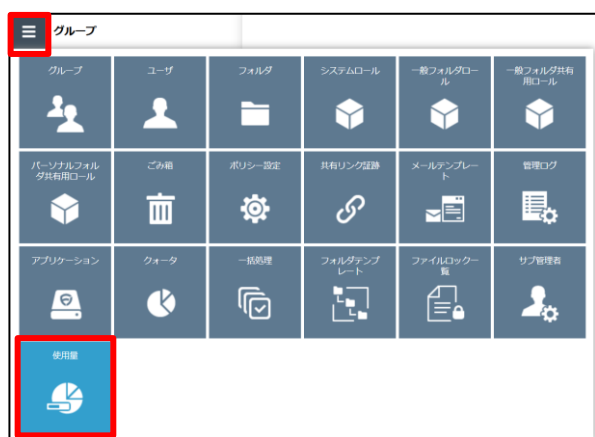 グループ
グループ
ユーザ
フォルダ
システムロール
一般フォルダロー
ル
一般フォルダ共有
用ロール
パーソナルフォル
ダ共有用ロール
ごみ箱
ポリシー設定
共有リンク証跡
メールテンプレー
ト
管理ログ
アプリケーション
クォータ
一括処理
フォルダテンプ
レート
ファイルロック一
覧
サブ管理者
使用量